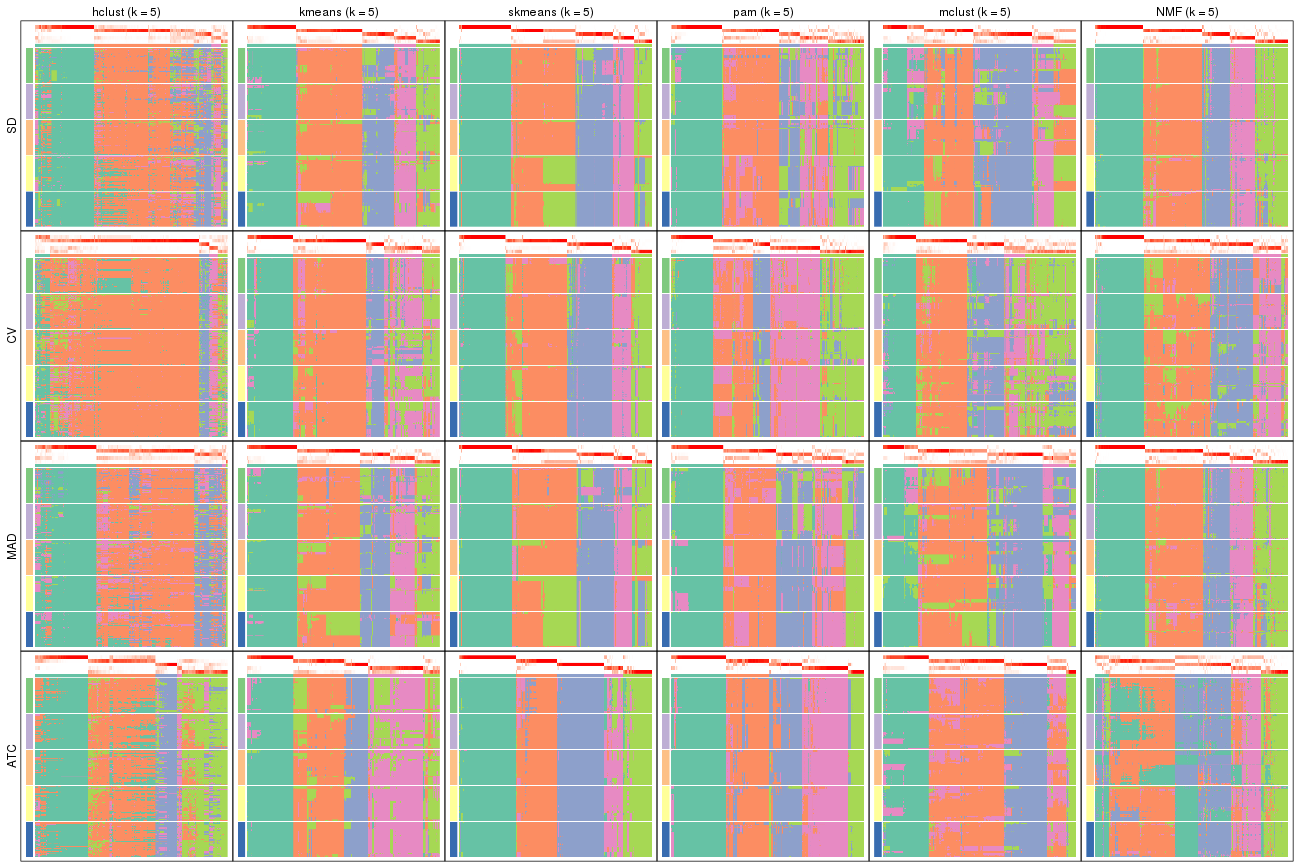 hclust (k = 5) kmeans (k = 5) skmeans (k = 5) pam (k = 5) mclust (k = 5) NMF (k = 5)
SD
CV
MAD
ATC